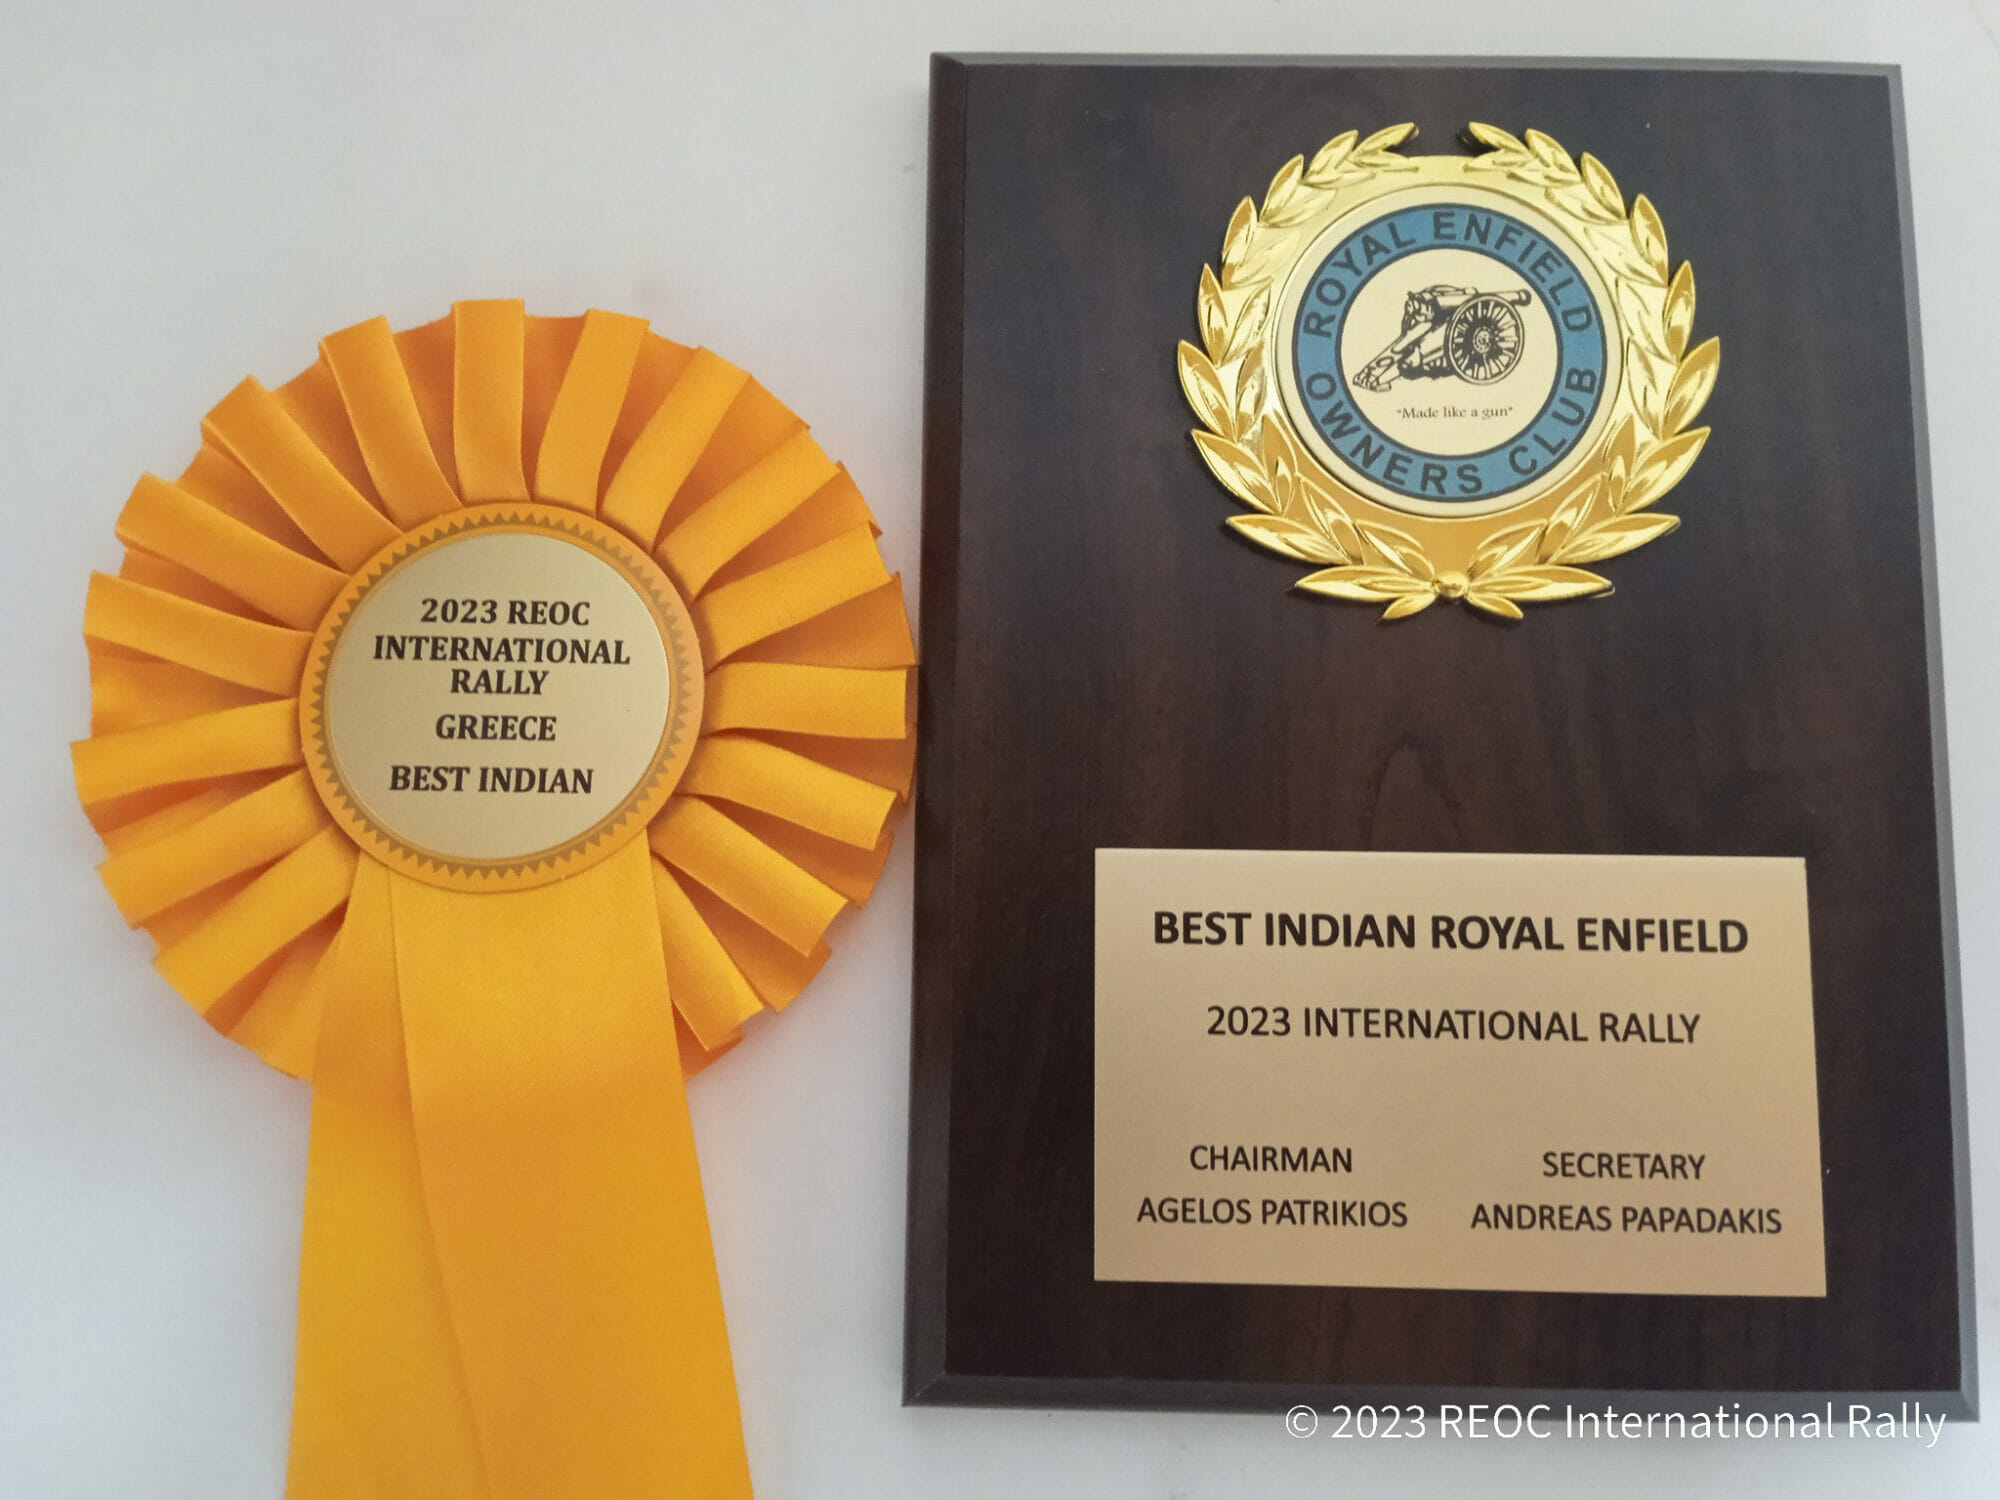 2023 REOC
INTERNATIONAL
RALLY
GREECE
BEST INDIAN
ROYAL ENFIELD
OWNERS CLUB
"Made like a gun"
BEST INDIAN ROYAL ENFIELD
2023 INTERNATIONAL RALLY
CHAIRMAN
AGELOS PATRIKIOS
SECRETARY
ANDREAS PAPADAKIS
© 2023 REOC International Rally